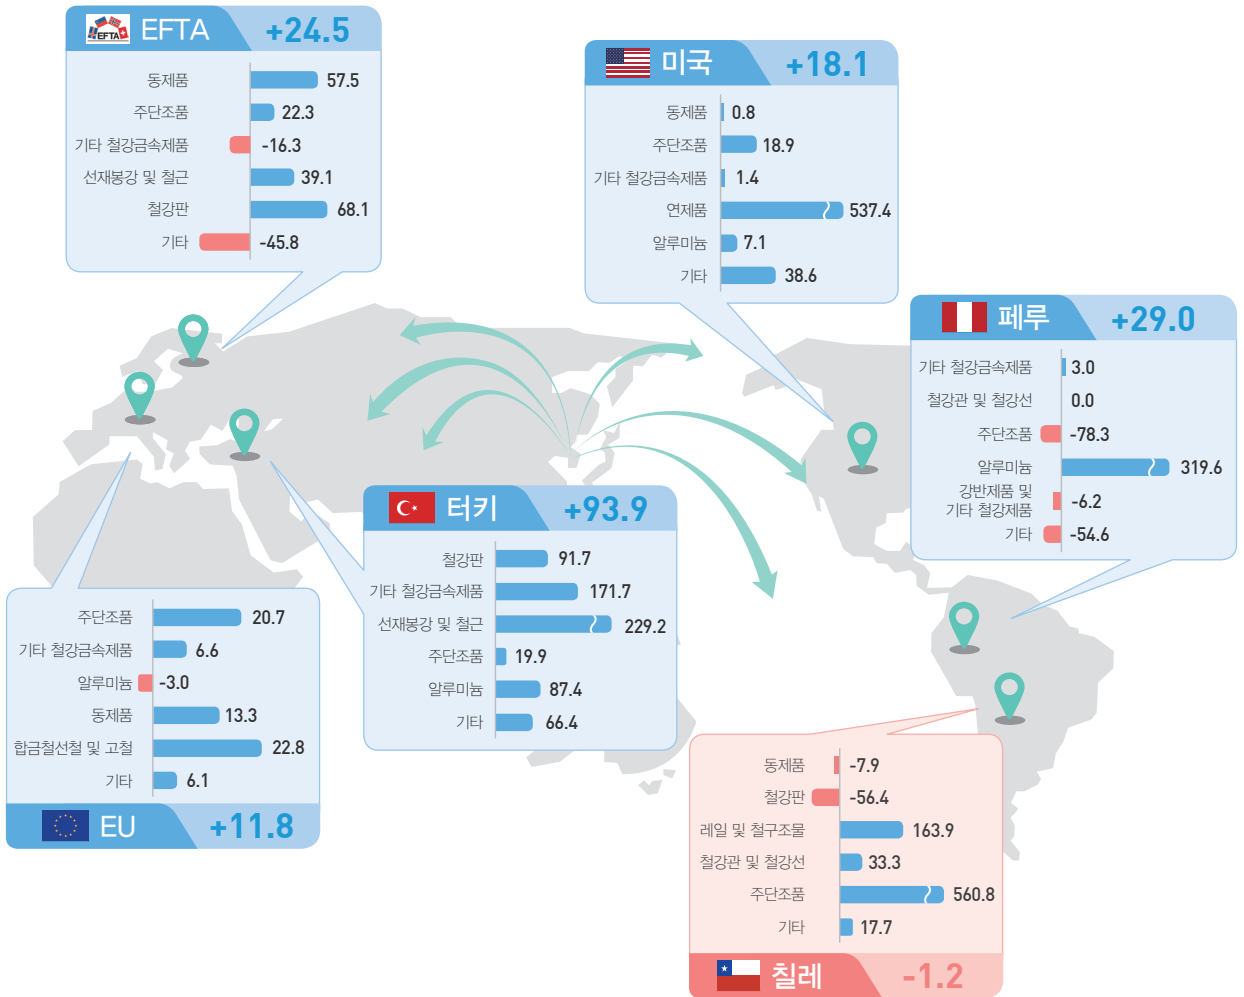 EFTA
EFTA +24.5
동제품 57.5
주단조품 22.3
기타 철강금속제품 -16.3
선재봉강 및 철근 39.1
철강판 68.1
기타 -45.8
미국 +18.1
동제품 0.8
주단조품 18.9
기타 철강금속제품 1.4
연제품 537.4
알루미늄 7.1
기타 38.6
페루 +29.0
기타 철강금속제품 3.0
철강관 및 철강선 0.0
주단조품 -78.3
알루미늄 319.6
강반제품 및
기타 철강제품 -6.2
기타 -54.6
터키 +93.9
철강판 91.7
기타 철강금속제품 171.7
선재봉강 및 철근 229.2
주단조품 19.9
알루미늄 87.4
기타 66.4
주단조품 20.7
기타 철강금속제품 6.6
알루미늄 -3.0
동제품 13.3
합금철선철 및 고철 22.8
기타 6.1
EU +11.8
동제품 -7.9
철강판 -56.4
레일 및 철구조물 163.9
철강관 및 철강선 33.3
주단조품 560.8
기타 17.7
칠레 -1.2